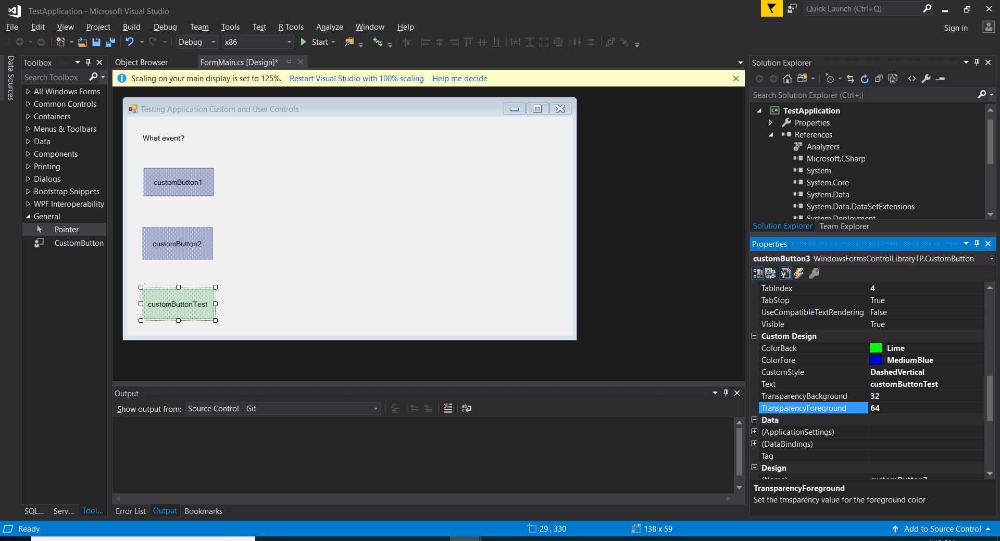 TestApplication - Microsoft Visual Studio
Quick Launch (Ctrl+Q)
File Edit View Project Build Debug Team Tools Test R Tools Analyze Window Help
Sign in
Debug x86 Start
Data Sources
Toolbox
Search Toolbox
All Windows Forms
Common Controls
Containers
Menus & Toolbars
Data
Components
Printing
Dialogs
Bootstrap Snippets
WPF Interoperability
General
Pointer
CustomButton
SQL... Serv... Tool...
Object Browser FormMain.cs [Design]*
Scaling on your main display is set to 125%. Restart Visual Studio with 100% scaling Help me decide
Testing Application Custom and User Controls
What event?
customButton1
customButton2
customButtonTest
Output
Show output from: Source Control - Git
Error List Output Bookmarks
Solution Explorer
Search Solution Explorer (Ctrl+;)
C# TestApplication
Properties
References
Analyzers
Microsoft.CSharp
System
System.Core
System.Data
System.Data.DataSetExtensions
System.Deployment
Solution Explorer Team Explorer
Properties
customButton3 WindowsFormsControlLibraryTP.CustomButton
TabIndex 4
TabStop True
UseCompatibleTextRendering False
Visible True
Custom Design
ColorBack Lime
ColorFore MediumBlue
CustomStyle DashedVertical
Text customButtonTest
TransparencyBackground 32
TransparencyForeground 64
Data
(ApplicationSettings)
(DataBindings)
Tag
Design
(Name) customButton3
TransparencyForeground
Set the trnsparency value for the foreground color
Ready 29 , 330 138 x 59 Add to Source Control